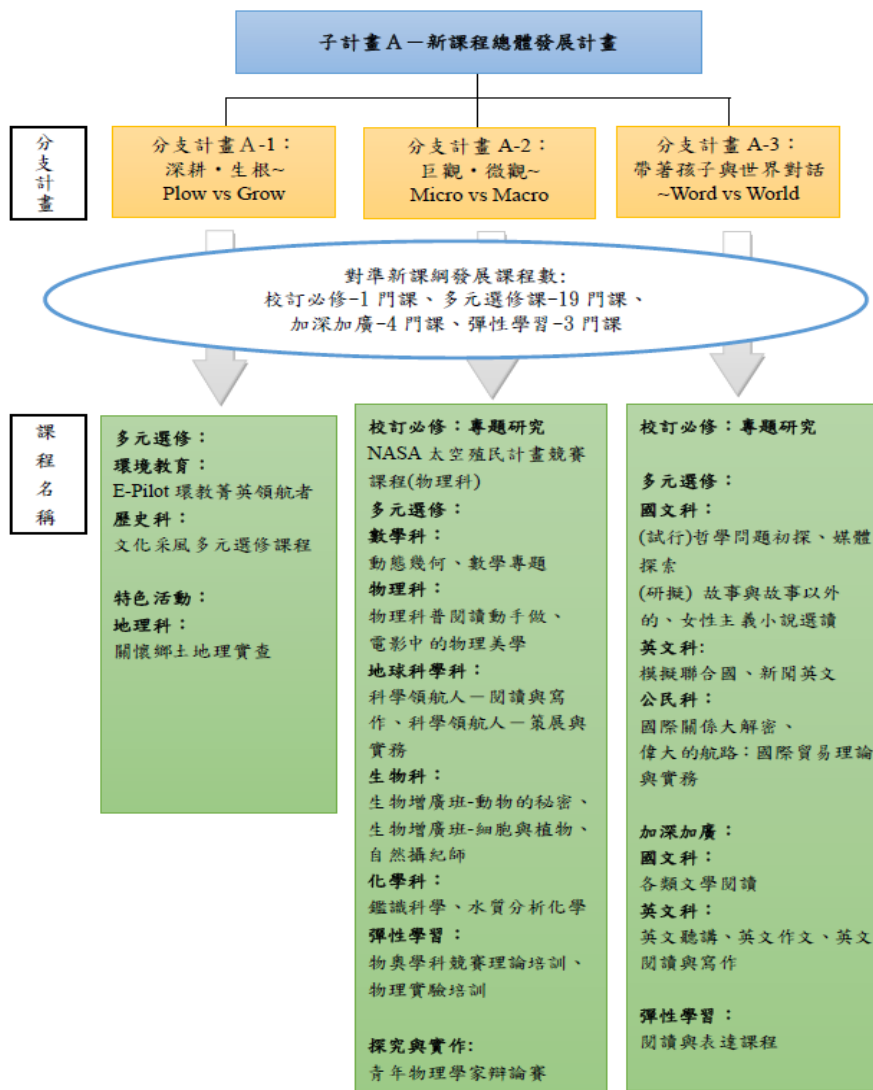 子計畫A－新課程總體發展計畫
分支計畫
分支計畫A-1：
深耕‧生根~
Plow vs Grow
分支計畫 A-2：
巨觀‧微觀~
Micro vs Macro
分支計畫 A-3：
帶著孩子與世界對話
~Word vs World
對準新課綱發展課程數:
校訂必修-1 門課、多元選修課-19 門課、
加深加廣-4 門課、彈性學習-3 門課
課程名稱
多元選修：
環境教育：
E-Pilot 環教菁英領航者
歷史科：
文化采風多元選修課程
特色活動：
地理科：
關懷鄉土地理實查
校訂必修：專題研究
NASA 太空殖民計畫競賽
課程(物理科)
多元選修：
數學科：
動態幾何、數學專題
物理科：
物理科普閱讀動手做、
電影中的物理美學
地球科學科：
科學領航人－閱讀與寫
作、科學領航人－策展與
實務
生物科：
生物增廣班-動物的秘密、
生物增廣班-細胞與植物、
自然攝紀師
化學科：
鑑識科學、水質分析化學
彈性學習：
物奧學科競賽理論培訓、
物理實驗培訓
探究與實作:
青年物理學家辯論賽
校訂必修：專題研究
多元選修：
國文科：
(試行)哲學問題初探、媒體
探索
(研擬) 故事與故事以外
的、女性主義小說選讀
英文科:
模擬聯合國、新聞英文
公民科：
國際關係大解密、
偉大的航路：國際貿易理論
與實務
加深加廣：
國文科：
各類文學閱讀
英文科：
英文聽講、英文作文、英文
閱讀與寫作
彈性學習：
閱讀與表達課程